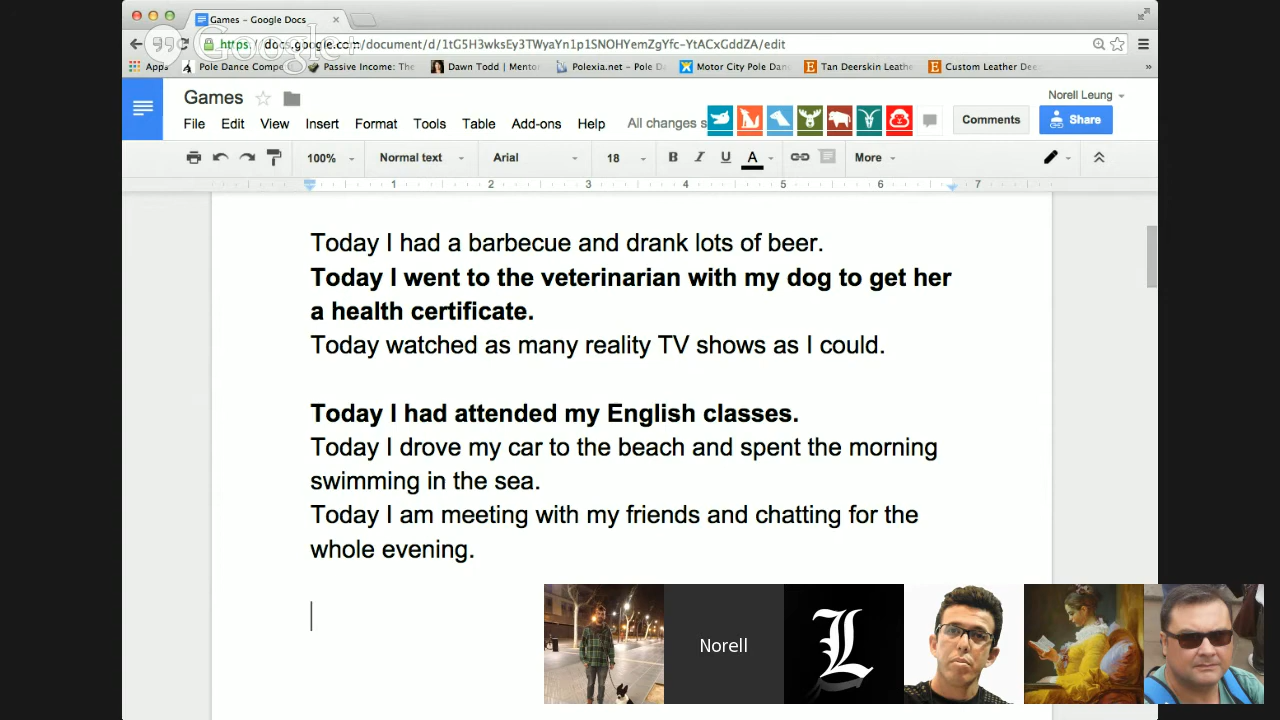 Games - Google Docs
https://docs.google.com/document/d/1tG5H3wksEy3TWyaYn1p1SNOHYemZgYfc-YtACxGddZA/edit
Google+
Apps Pole Dance Compe Passive Income: The Dawn Todd | Mentor Polexia.net - Pole Da Motor City Pole Dan Tan Deerskin Leathe Custom Leather Dee »
Games
Norell Leung
File Edit View Insert Format Tools Table Add-ons Help All changes s Comments Share
100% Normal text Arial 18 B I U A More
1 2 3 4 5 6 7
Today I had a barbecue and drank lots of beer.
Today I went to the veterinarian with my dog to get her
a health certificate.
Today watched as many reality TV shows as I could.
Today I had attended my English classes.
Today I drove my car to the beach and spent the morning
swimming in the sea.
Today I am meeting with my friends and chatting for the
whole evening.
Norell
L